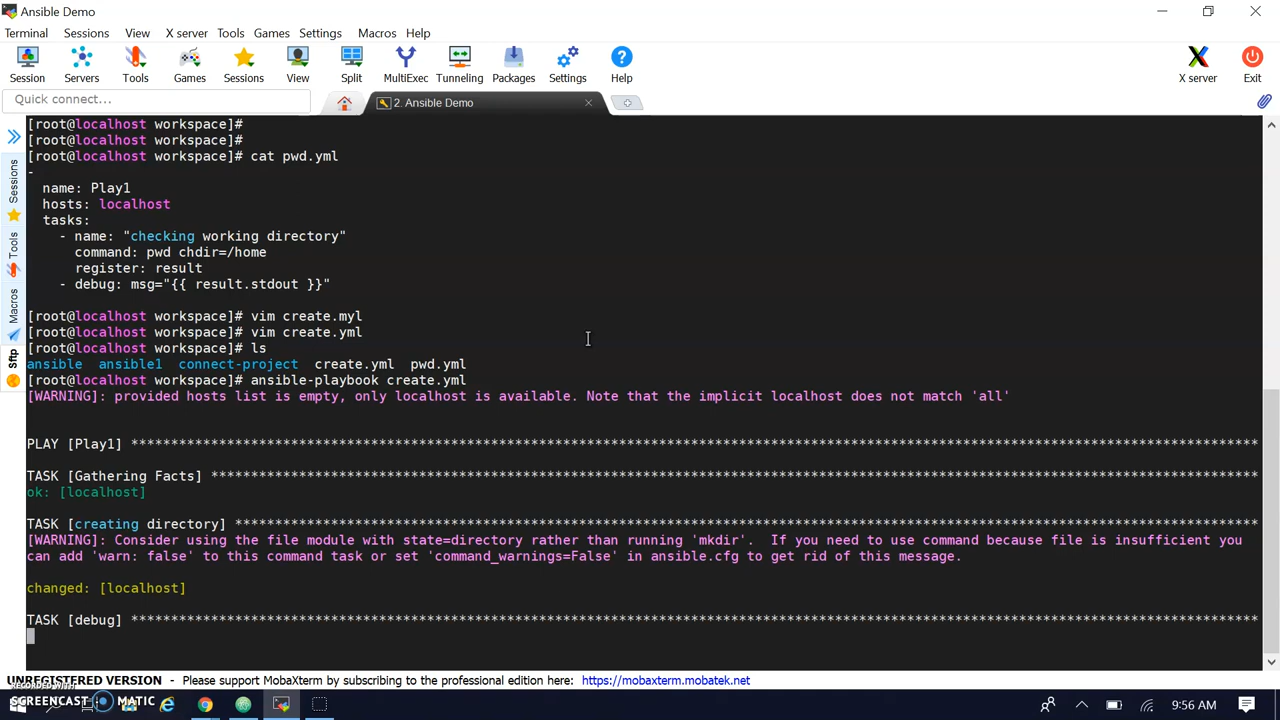 Ansible Demo
Terminal Sessions View X server Tools Games Settings Macros Help
Session Servers Tools Games Sessions View Split MultiExec Tunneling Packages Settings Help X server Exit
Quick connect...
2. Ansible Demo
Sessions
Tools
Macros
Sftp
[root@localhost workspace]#
[root@localhost workspace]#
[root@localhost workspace]# cat pwd.yml
-
name: Play1
hosts: localhost
tasks:
- name: "checking working directory"
command: pwd chdir=/home
register: result
- debug: msg="{{ result.stdout }}"
[root@localhost workspace]# vim create.myl
[root@localhost workspace]# vim create.yml
[root@localhost workspace]# ls
ansible ansible1 connect-project create.yml pwd.yml
[root@localhost workspace]# ansible-playbook create.yml
[WARNING]: provided hosts list is empty, only localhost is available. Note that the implicit localhost does not match 'all'
PLAY [Play1] *********************************************************************************************************************************************
TASK [Gathering Facts] ***********************************************************************************************************************************
ok: [localhost]
TASK [creating directory] ********************************************************************************************************************************
[WARNING]: Consider using the file module with state=directory rather than running 'mkdir'.  If you need to use command because file is insufficient you
can add 'warn: false' to this command task or set 'command_warnings=False' in ansible.cfg to get rid of this message.
changed: [localhost]
TASK [debug] *********************************************************************************************************************************************
UNREGISTERED VERSION - Please support MobaXterm by subscribing to the professional edition here: https://mobaxterm.mobatek.net
RECORDED WITH
SCREENCAST MATIC
9:56 AM